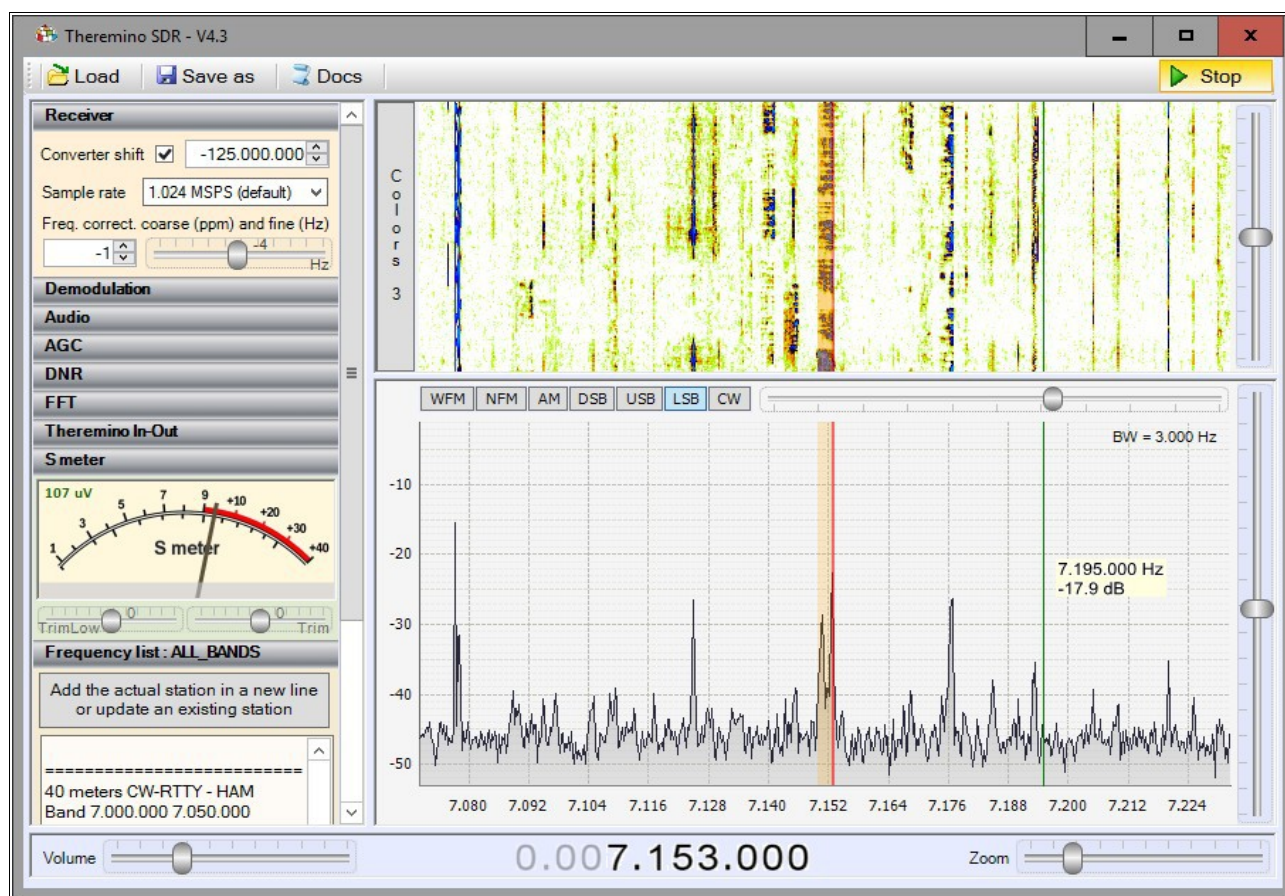 Theremino SDR - V4.3
Load
Save as
Docs
Stop
Receiver
Converter shift
-125.000.000
Sample rate
1.024 MSPS (default)
Freq. correct. coarse (ppm) and fine (Hz)
-1
-4
Hz
Demodulation
Audio
AGC
DNR
FFT
Theremino In-Out
S meter
107 uV
1 3 5 7 9 +10 +20 +30 +40
S meter
0
0
TrimLow
Trim
Frequency list : ALL_BANDS
Add the actual station in a new line
or update an existing station
==========================
40 meters CW-RTTY - HAM
Band 7.000.000 7.050.000
Colors 3
WFM NFM AM DSB USB LSB CW
BW = 3.000 Hz
-10
-20
7.195.000 Hz
-17.9 dB
-30
-40
-50
7.080 7.092 7.104 7.116 7.128 7.140 7.152 7.164 7.176 7.188 7.200 7.212 7.224
Volume
0.007.153.000
Zoom